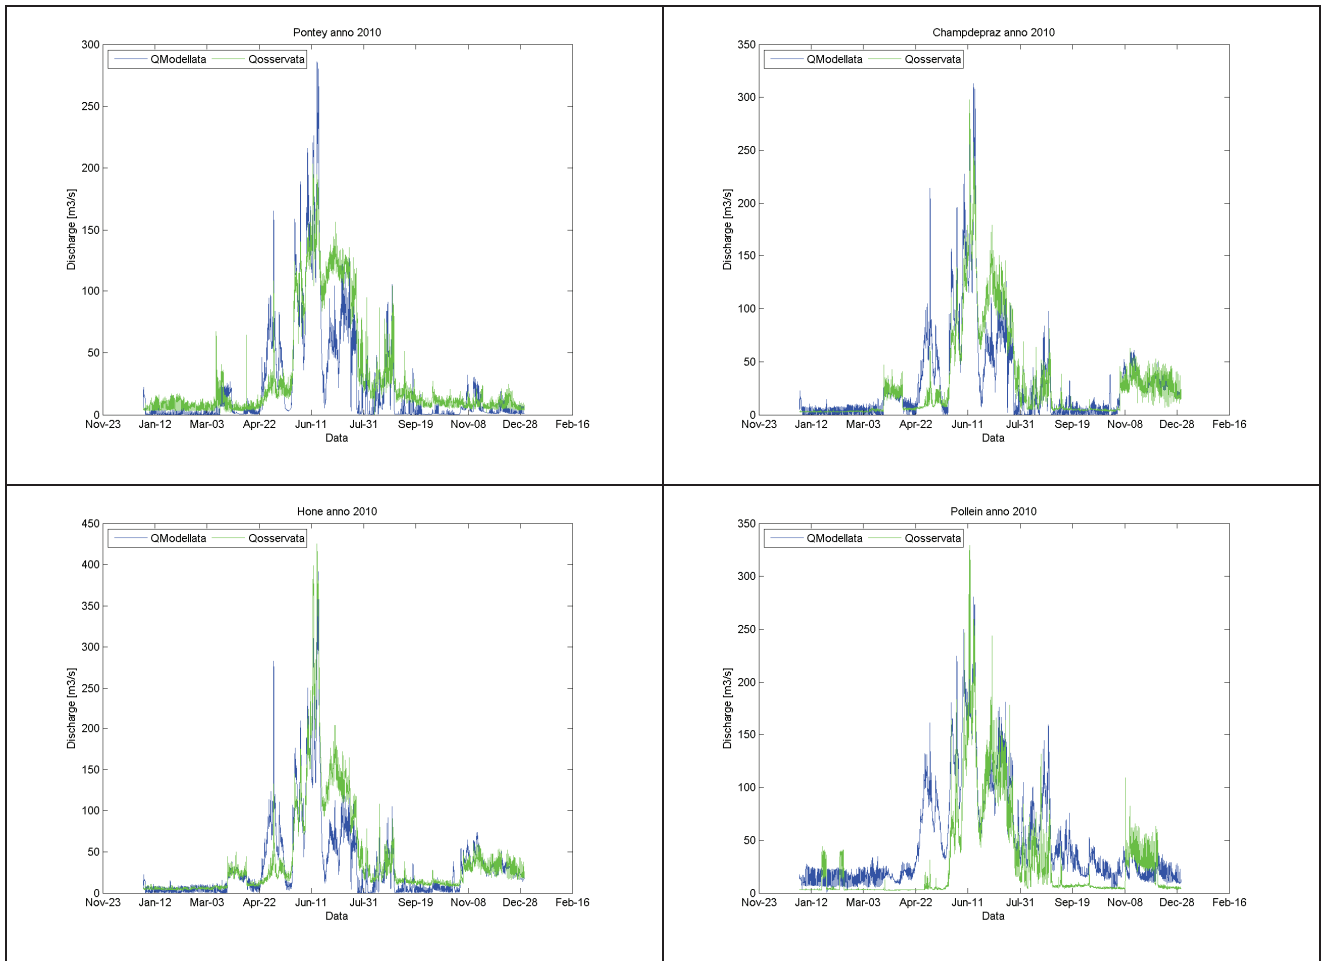 Pontey anno 2010
QModellata Qosservata
Discharge [m3/s]
300
250
200
150
100
50
0
Nov-23 Jan-12 Mar-03 Apr-22 Jun-11 Jul-31 Sep-19 Nov-08 Dec-28 Feb-16
Data
Champdepraz anno 2010
QModellata Qosservata
Discharge [m3/s]
350
300
250
200
150
100
50
0
Nov-23 Jan-12 Mar-03 Apr-22 Jun-11 Jul-31 Sep-19 Nov-08 Dec-28 Feb-16
Data
Hone anno 2010
QModellata Qosservata
Discharge [m3/s]
450
400
350
300
250
200
150
100
50
0
Nov-23 Jan-12 Mar-03 Apr-22 Jun-11 Jul-31 Sep-19 Nov-08 Dec-28 Feb-16
Data
Pollein anno 2010
QModellata Qosservata
Discharge [m3/s]
350
300
250
200
150
100
50
0
Nov-23 Jan-12 Mar-03 Apr-22 Jun-11 Jul-31 Sep-19 Nov-08 Dec-28 Feb-16
Data